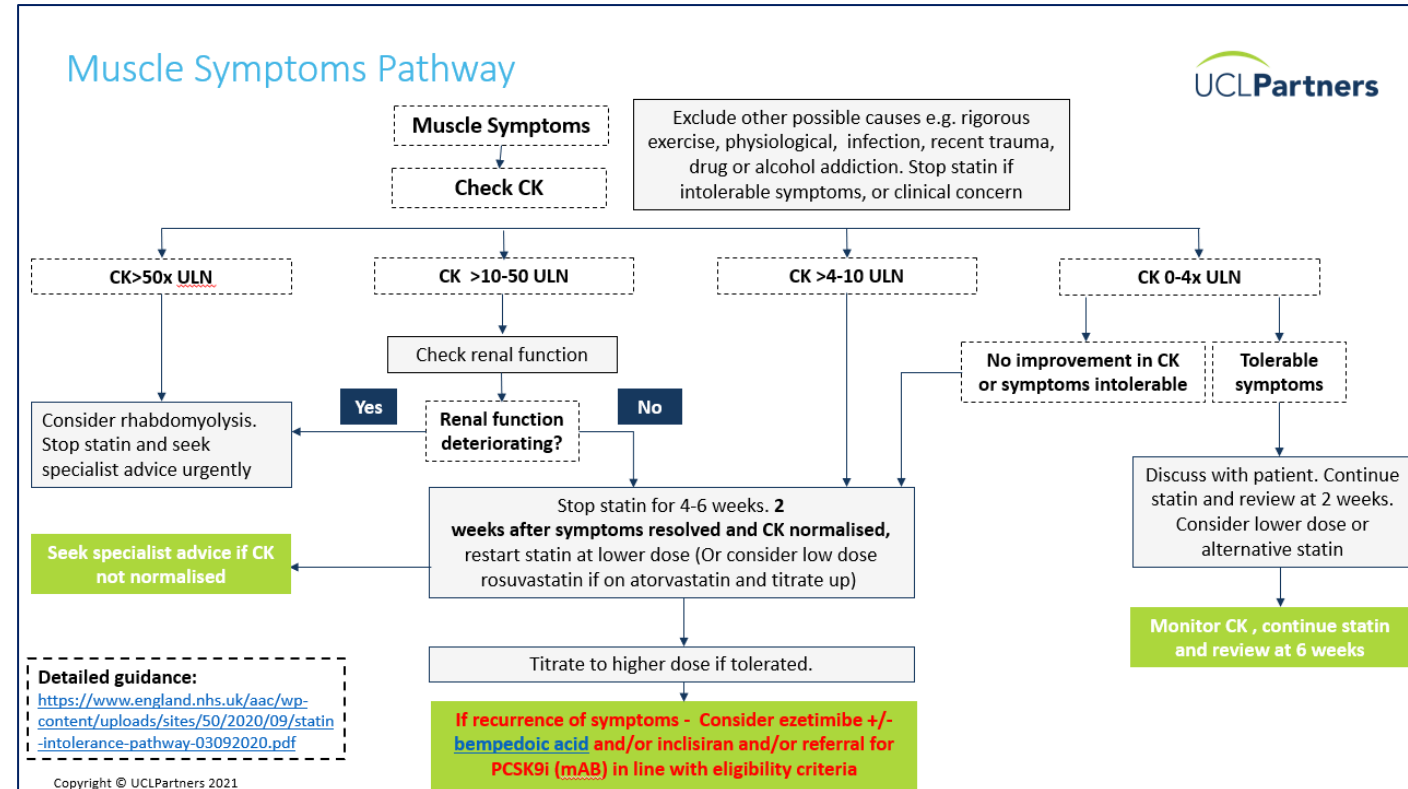 Muscle Symptoms Pathway
UCLPartners
Muscle Symptoms
Check CK
Exclude other possible causes e.g. rigorous
exercise, physiological, infection, recent trauma,
drug or alcohol addiction. Stop statin if
intolerable symptoms, or clinical concern
CK>50x ULN
CK >10-50 ULN
CK >4-10 ULN
CK 0-4x ULN
Check renal function
No improvement in CK
or symptoms intolerable
Tolerable
symptoms
Yes
Renal function
deteriorating?
No
Consider rhabdomyolysis.
Stop statin and seek
specialist advice urgently
Discuss with patient. Continue
statin and review at 2 weeks.
Consider lower dose or
alternative statin
Stop statin for 4-6 weeks. 2
weeks after symptoms resolved and CK normalised,
restart statin at lower dose (Or consider low dose
rosuvastatin if on atorvastatin and titrate up)
Seek specialist advice if CK
not normalised
Monitor CK , continue statin
and review at 6 weeks
Titrate to higher dose if tolerated.
Detailed guidance:
https://www.england.nhs.uk/aac/wp-
content/uploads/sites/50/2020/09/statin
-intolerance-pathway-03092020.pdf
If recurrence of symptoms - Consider ezetimibe +/-
bempedoic acid and/or inclisiran and/or referral for
PCSK9i (mAB) in line with eligibility criteria
Copyright © UCLPartners 2021